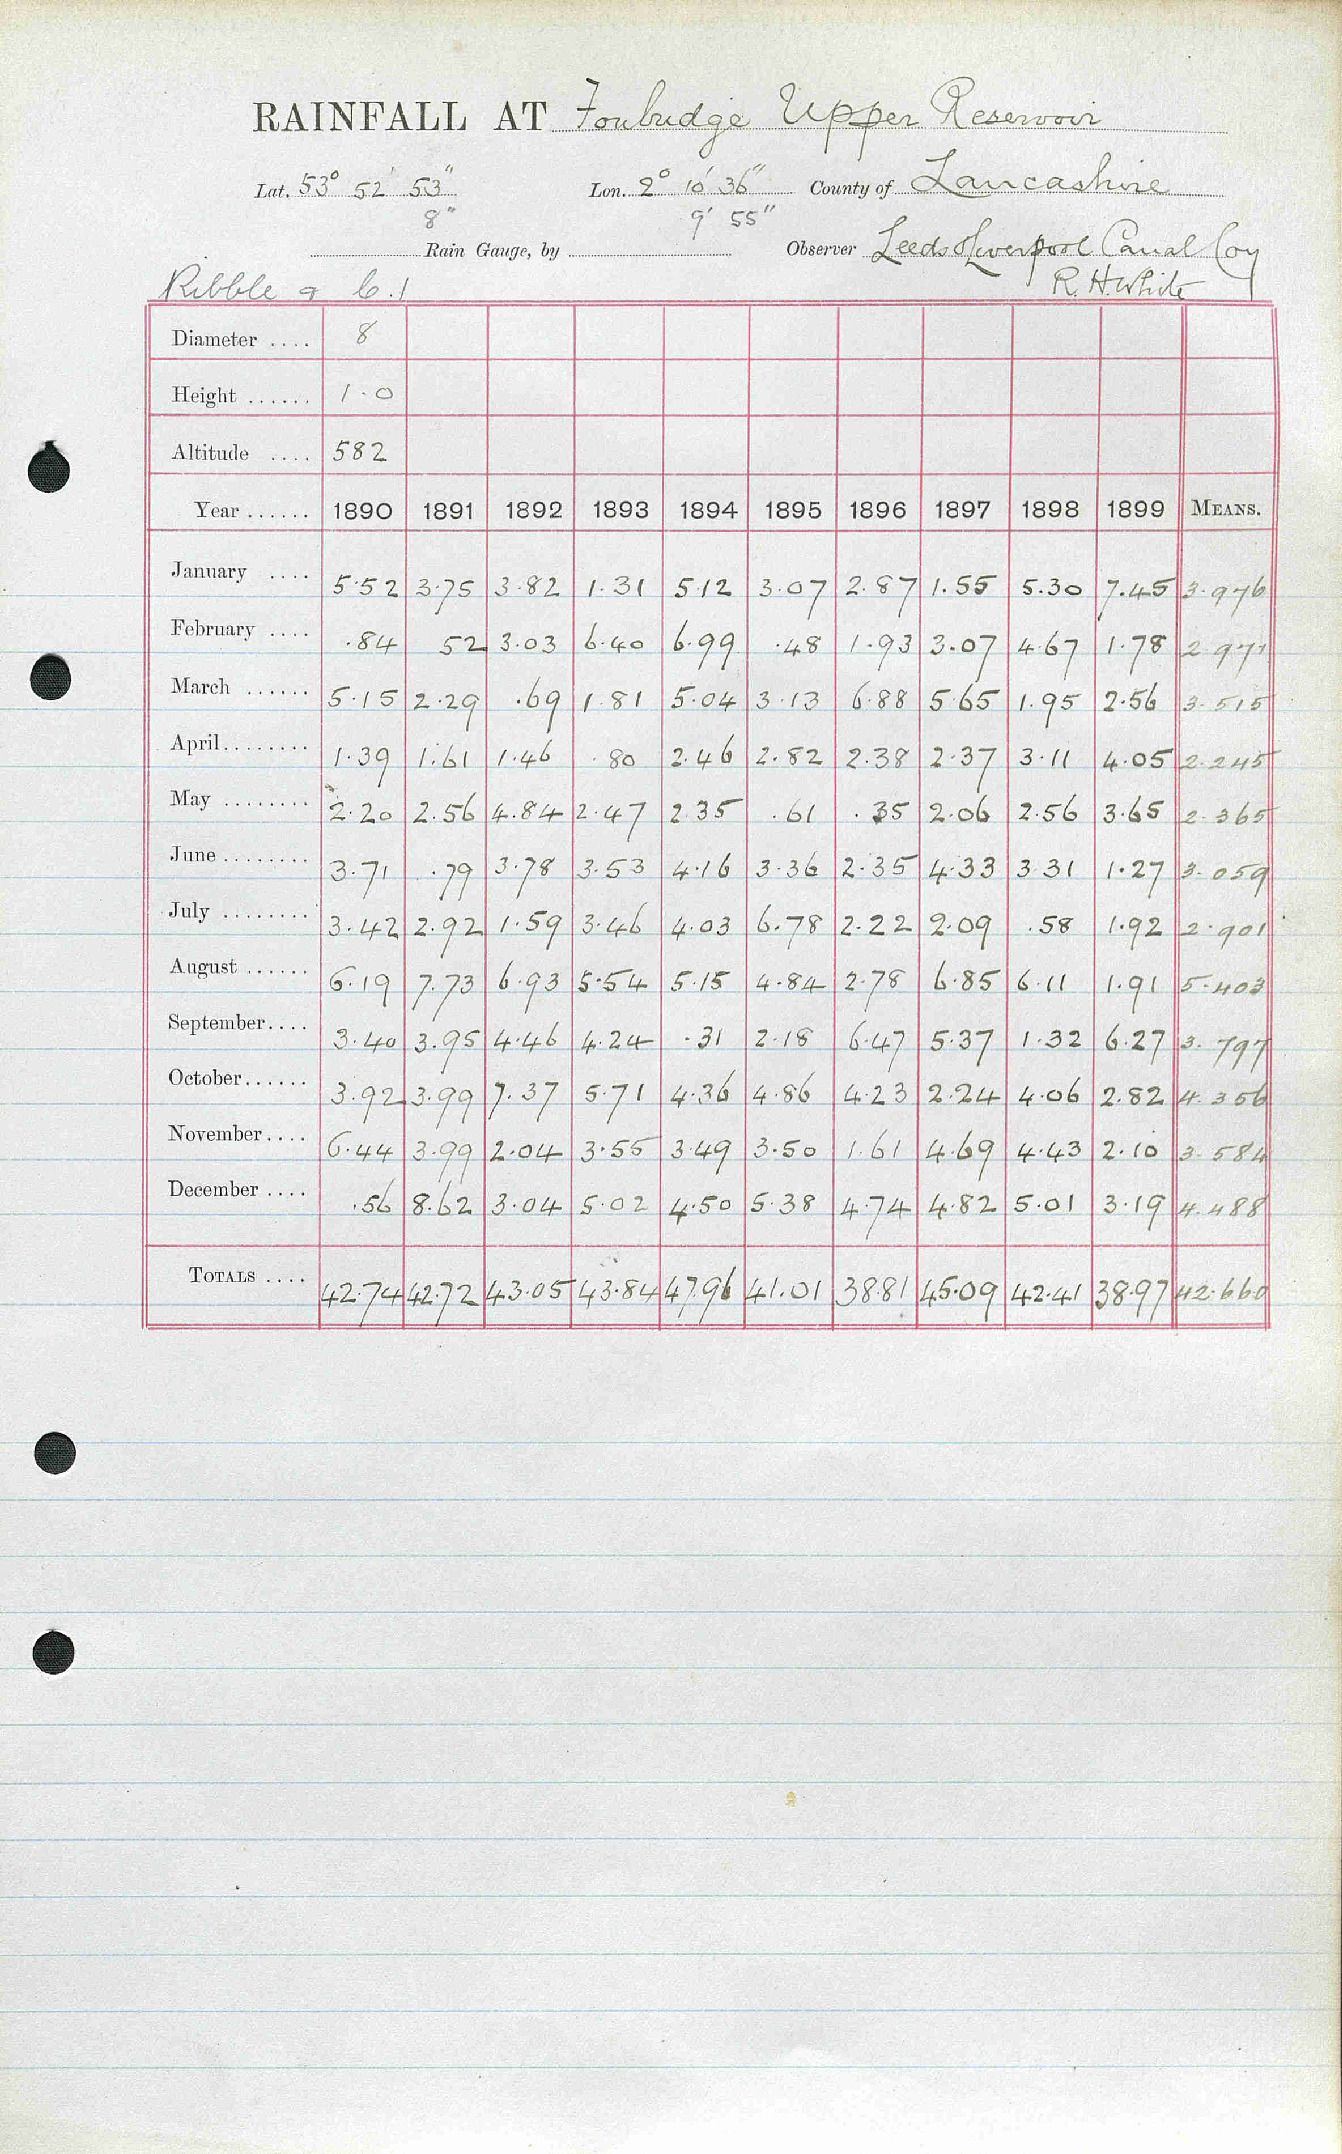 RAINFALL AT Foulridge Upper Reservoir
Lat. 53° 52' 53" Lon. 2° 10' 36" County of Lancashire
8" 9' 55"
Rain Gauge, by Observer Leeds & Liverpool Canal Coy
Ribble 9 6.1 R. H. White
Diameter .... 8
Height ...... 1.0
Altitude .... 582
Year ...... 1890 1891 1892 1893 1894 1895 1896 1897 1898 1899 MEANS.
January .... 5.52 3.75 3.82 1.31 5.12 3.07 2.87 1.55 5.30 7.45 3.976
February .... .84 52 3.03 6.40 6.99 .48 1.93 3.07 4.67 1.78 2.971
March ...... 5.15 2.29 .69 1.81 5.04 3.13 6.88 5.65 1.95 2.56 3.515
April........ 1.39 1.61 1.46 .80 2.46 2.82 2.38 2.37 3.11 4.05 2.245
May ........ 2.20 2.56 4.84 2.47 2.35 .61 .35 2.06 2.56 3.65 2.365
June ........ 3.71 .79 3.78 3.53 4.16 3.36 2.35 4.33 3.31 1.27 3.059
July ........ 3.42 2.92 1.59 3.46 4.03 6.78 2.22 2.09 .58 1.92 2.901
August ...... 6.19 7.73 6.93 5.54 5.15 4.84 2.78 6.85 6.11 1.91 5.403
September.... 3.40 3.95 4.46 4.24 .31 2.18 6.47 5.37 1.32 6.27 3.797
October...... 3.92 3.99 7.37 5.71 4.36 4.86 4.23 2.24 4.06 2.82 4.356
November.... 6.44 3.99 2.04 3.55 3.49 3.50 1.61 4.69 4.43 2.10 3.584
December .... .56 8.62 3.04 5.02 4.50 5.38 4.74 4.82 5.01 3.19 4.488
TOTALS .... 42.74 42.72 43.05 43.84 47.96 41.01 38.81 45.09 42.41 38.97 42.660